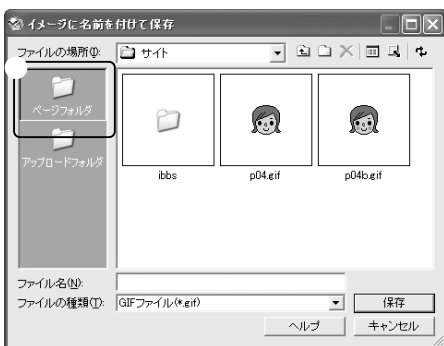 イメージに名前を付けて保存
ファイルの場所(I):
サイト
ページフォルダ
アップロードフォルダ
ibbs
p04.gif
p04b.gif
ファイル名(N):
ファイルの種類(T):
GIFファイル(*.gif)
保存
ヘルプ
キャンセル